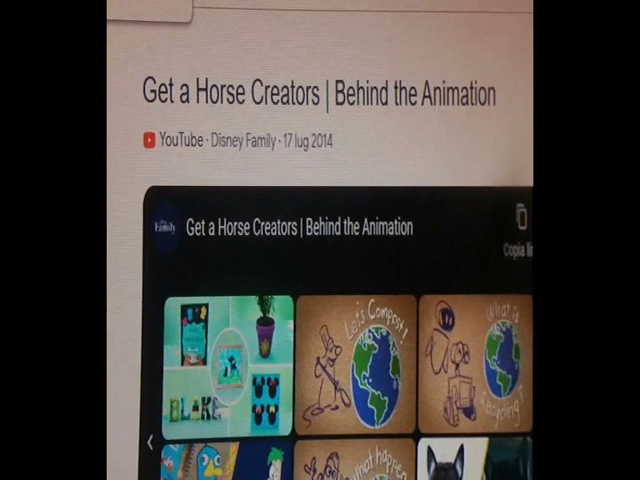 Get a Horse Creators | Behind the Animation
YouTube · Disney Family · 17 lug 2014
Family
Get a Horse Creators | Behind the Animation
Copia lin
Let's Compost!
What is
Recycling?
BLAKE
What happen